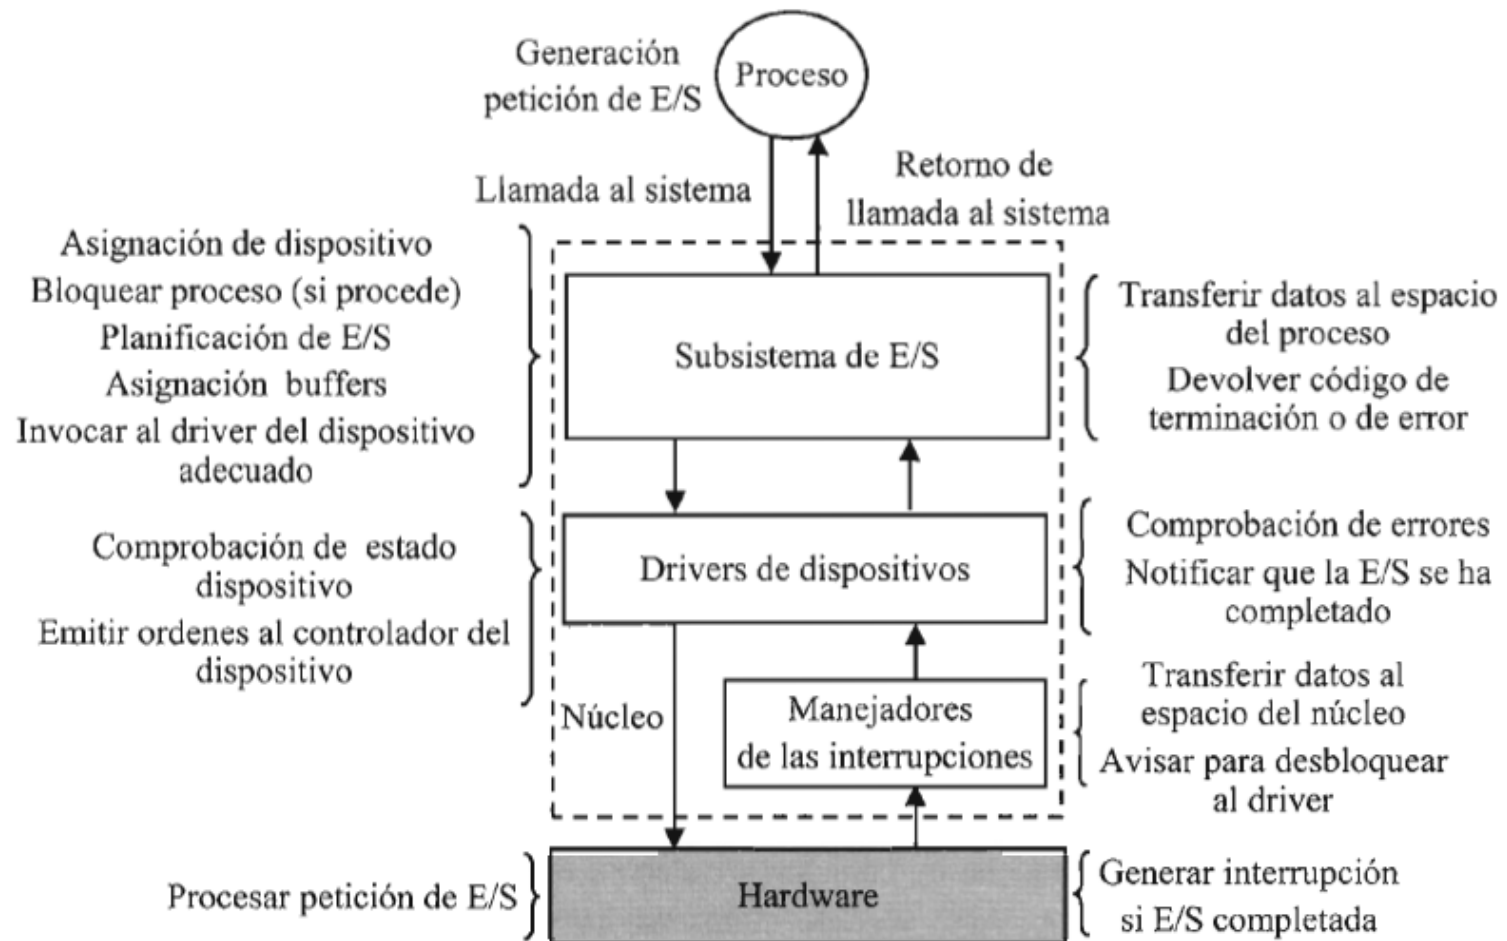 Generación
petición de E/S
Proceso
Llamada al sistema
Retorno de
llamada al sistema
Asignación de dispositivo
Bloquear proceso (si procede)
Planificación de E/S
Asignación buffers
Invocar al driver del dispositivo
adecuado
Subsistema de E/S
Transferir datos al espacio
del proceso
Devolver código de
terminación o de error
Comprobación de estado
dispositivo
Emitir ordenes al controlador del
dispositivo
Drivers de dispositivos
Comprobación de errores
Notificar que la E/S se ha
completado
Núcleo
Manejadores
de las interrupciones
Transferir datos al
espacio del núcleo
Avisar para desbloquear
al driver
Procesar petición de E/S
Hardware
Generar interrupción
si E/S completada